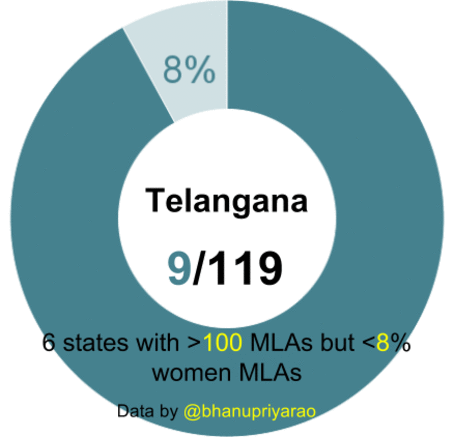 8%
Telangana
9/119
6 states with >100 MLAs but <8%
women MLAs
Data by @bhanupriyarao